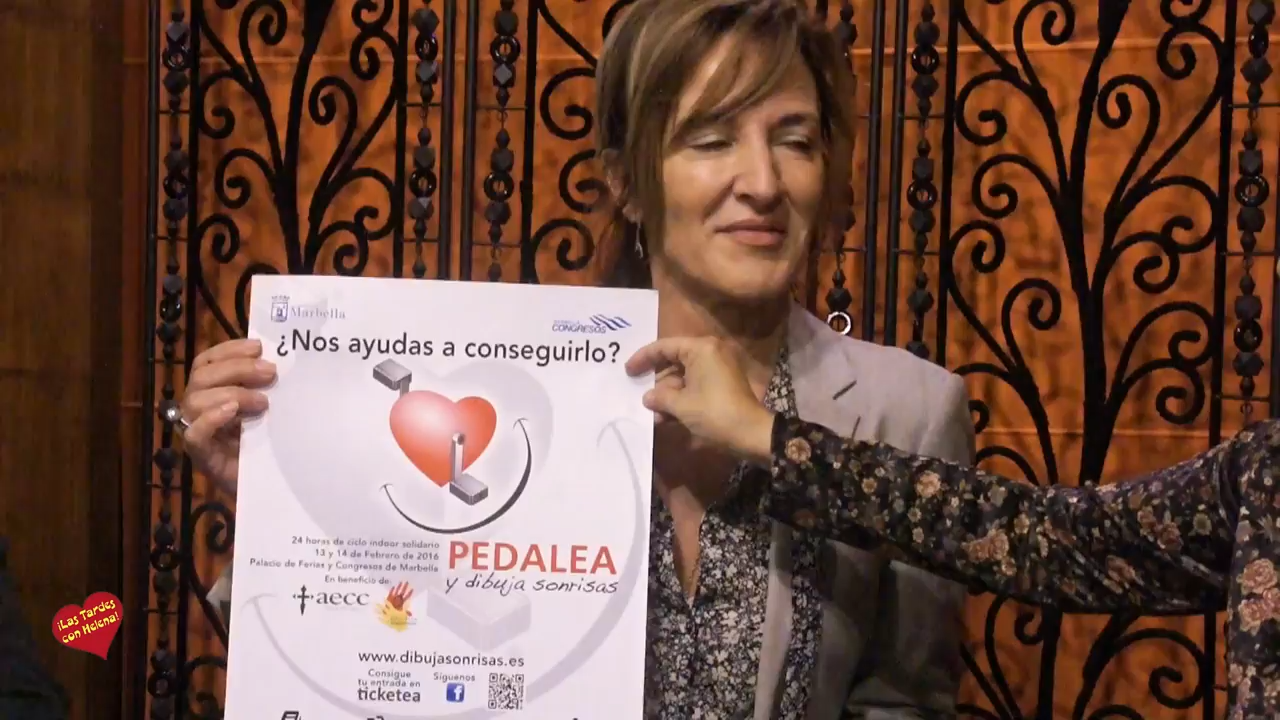 Marbella
CONGRESOS
¿Nos ayudas a conseguirlo?
24 horas de ciclo indoor solidario
13 y 14 de Febrero de 2016
Palacio de Ferias y Congresos de Marbella
PEDALEA
y dibuja sonrisas
En beneficio de:
aecc
www.dibujasonrisas.es
Consigue
tu entrada en
ticketea
Síguenos
f
¡Las Tardes
con Helena!